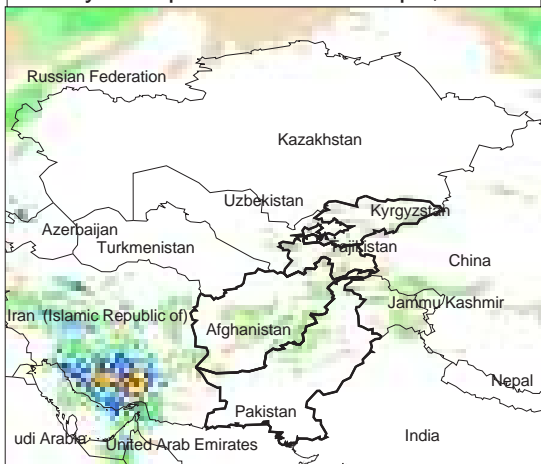 Russian Federation
Kazakhstan
Uzbekistan
Kyrgyzstan
Azerbaijan
Turkmenistan
Tajikistan
China
Jammu/Kashmir
Iran (Islamic Republic of)
Afghanistan
Nepal
Pakistan
udi Arabia
United Arab Emirates
India